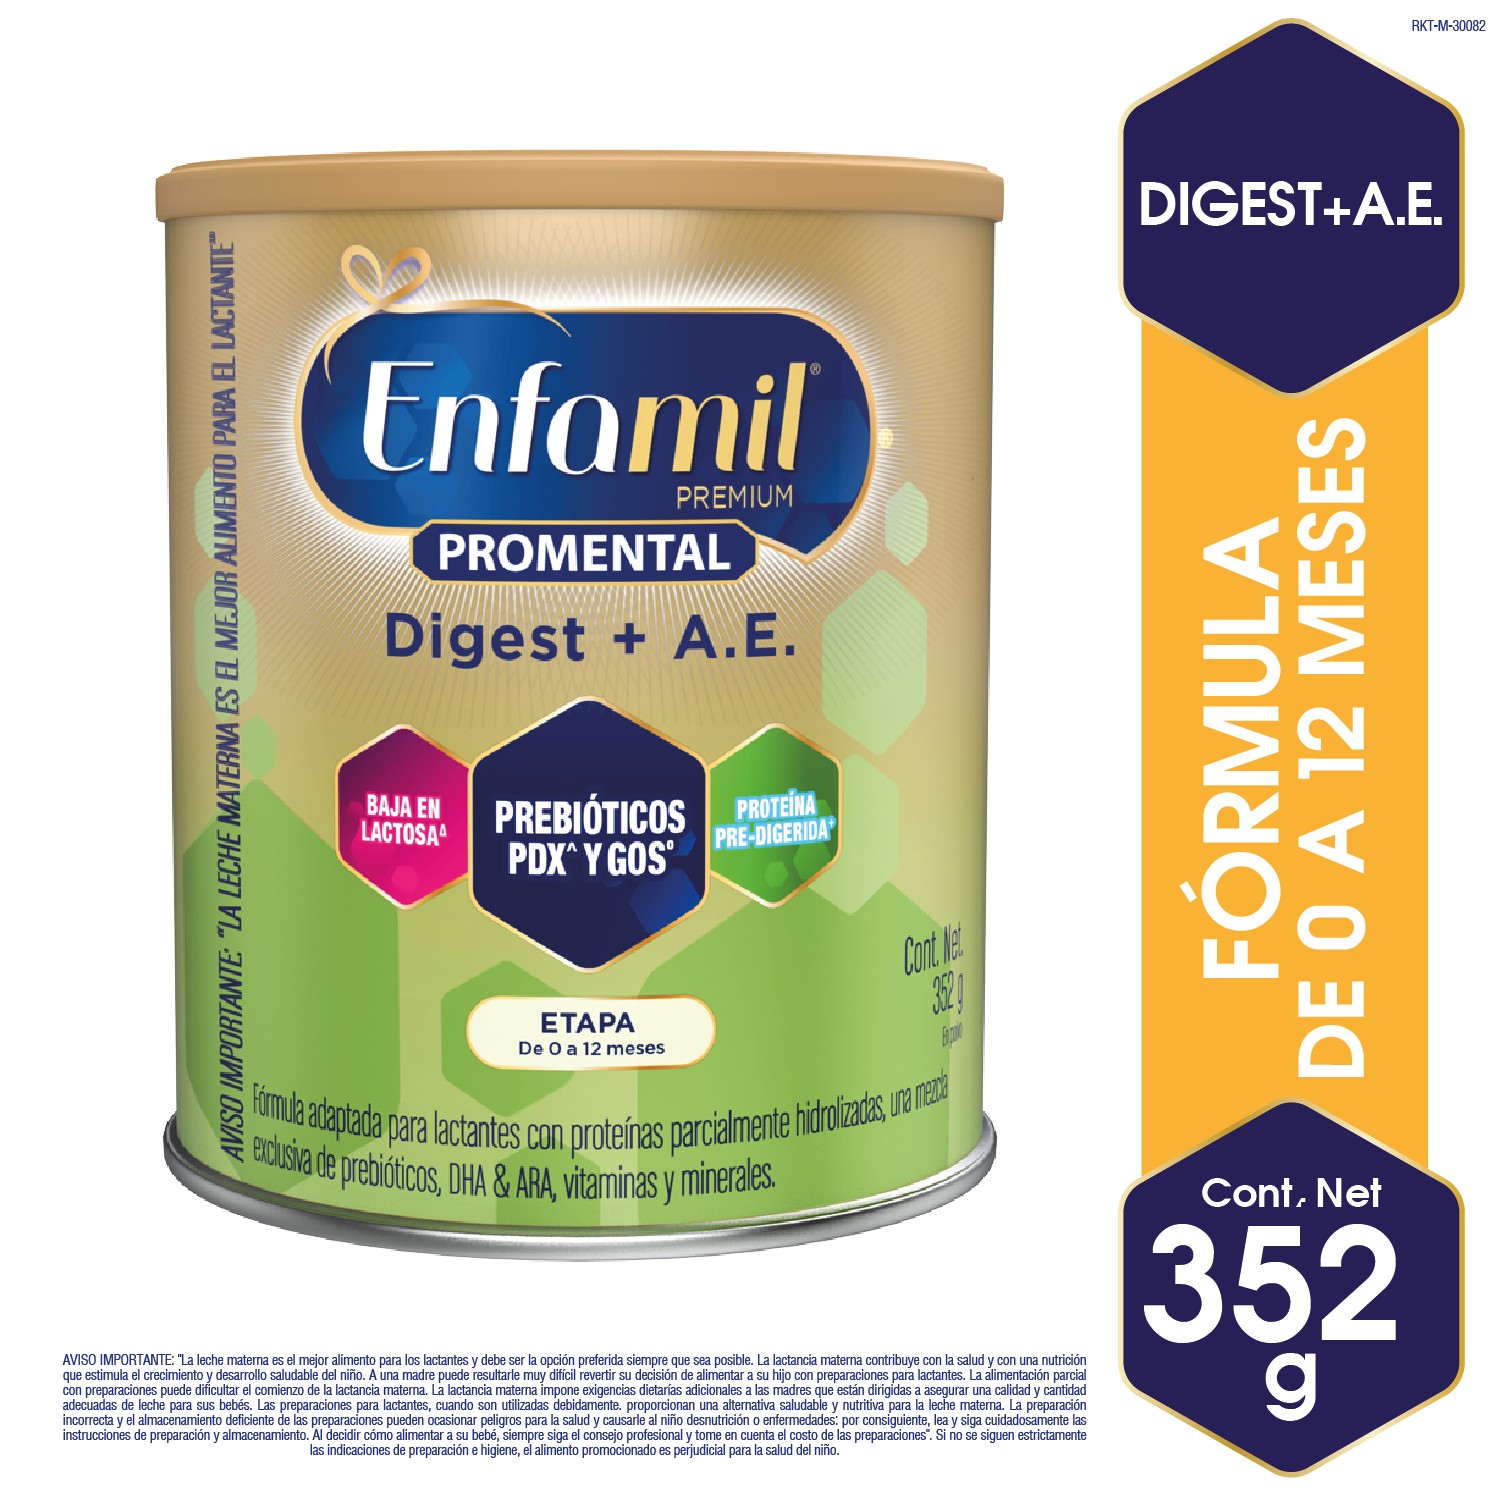 RKT-M-30082
DIGEST+A.E.
FÓRMULA
DE 0 A 12 MESES
Cont. Net
352
g
AVISO IMPORTANTE: "LA LECHE MATERNA ES EL MEJOR ALIMENTO PARA EL LACTANTE"
Enfamil®
PREMIUM
PROMENTAL
Digest + A.E.
BAJA EN
LACTOSAΔ
PREBIÓTICOS
PDX^ Y GOS°
PROTEÍNA
PRE-DIGERIDA+
Cont. Net.
352 g
En polvo
ETAPA
De 0 a 12 meses
Fórmula adaptada para lactantes con proteínas parcialmente hidrolizadas, una mezcla
exclusiva de prebióticos, DHA & ARA, vitaminas y minerales.
AVISO IMPORTANTE: "La leche materna es el mejor alimento para los lactantes y debe ser la opción preferida siempre que sea posible. La lactancia materna contribuye con la salud y con una nutrición
que estimula el crecimiento y desarrollo saludable del niño. A una madre puede resultarle muy difícil revertir su decisión de alimentar a su hijo con preparaciones para lactantes. La alimentación parcial
con preparaciones puede dificultar el comienzo de la lactancia materna. La lactancia materna impone exigencias dietarías adicionales a las madres que están dirigidas a asegurar una calidad y cantidad
adecuadas de leche para sus bebés. Las preparaciones para lactantes, cuando son utilizadas debidamente. proporcionan una alternativa saludable y nutritiva para la leche materna. La preparación
incorrecta y el almacenamiento deficiente de las preparaciones pueden ocasionar peligros para la salud y causarle al niño desnutrición o enfermedades: por consiguiente, lea y siga cuidadosamente las
instrucciones de preparación y almacenamiento. Al decidir cómo alimentar a su bebé, siempre siga el consejo profesional y tome en cuenta el costo de las preparaciones". Si no se siguen estrictamente
las indicaciones de preparación e higiene, el alimento promocionado es perjudicial para la salud del niño.